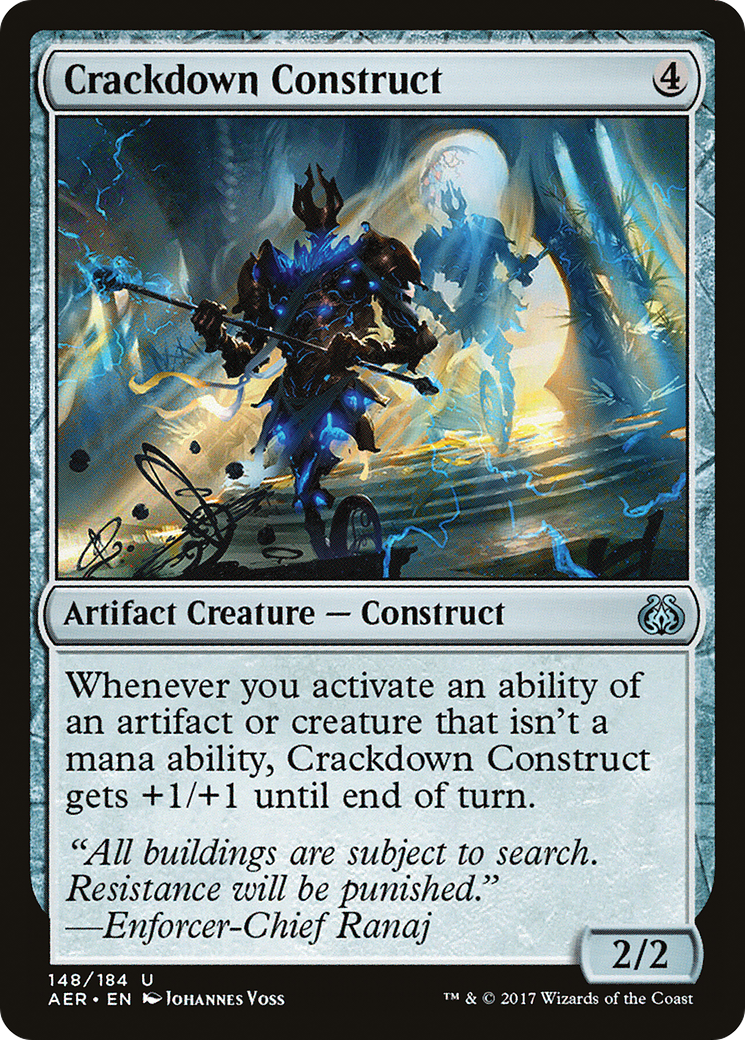 Crackdown Construct
4
Artifact Creature — Construct
Whenever you activate an ability of
an artifact or creature that isn't a
mana ability, Crackdown Construct
gets +1/+1 until end of turn.
“All buildings are subject to search.
Resistance will be punished.”
—Enforcer-Chief Ranaj
2/2
148/184 U
AER • EN Johannes Voss
™ & © 2017 Wizards of the Coast